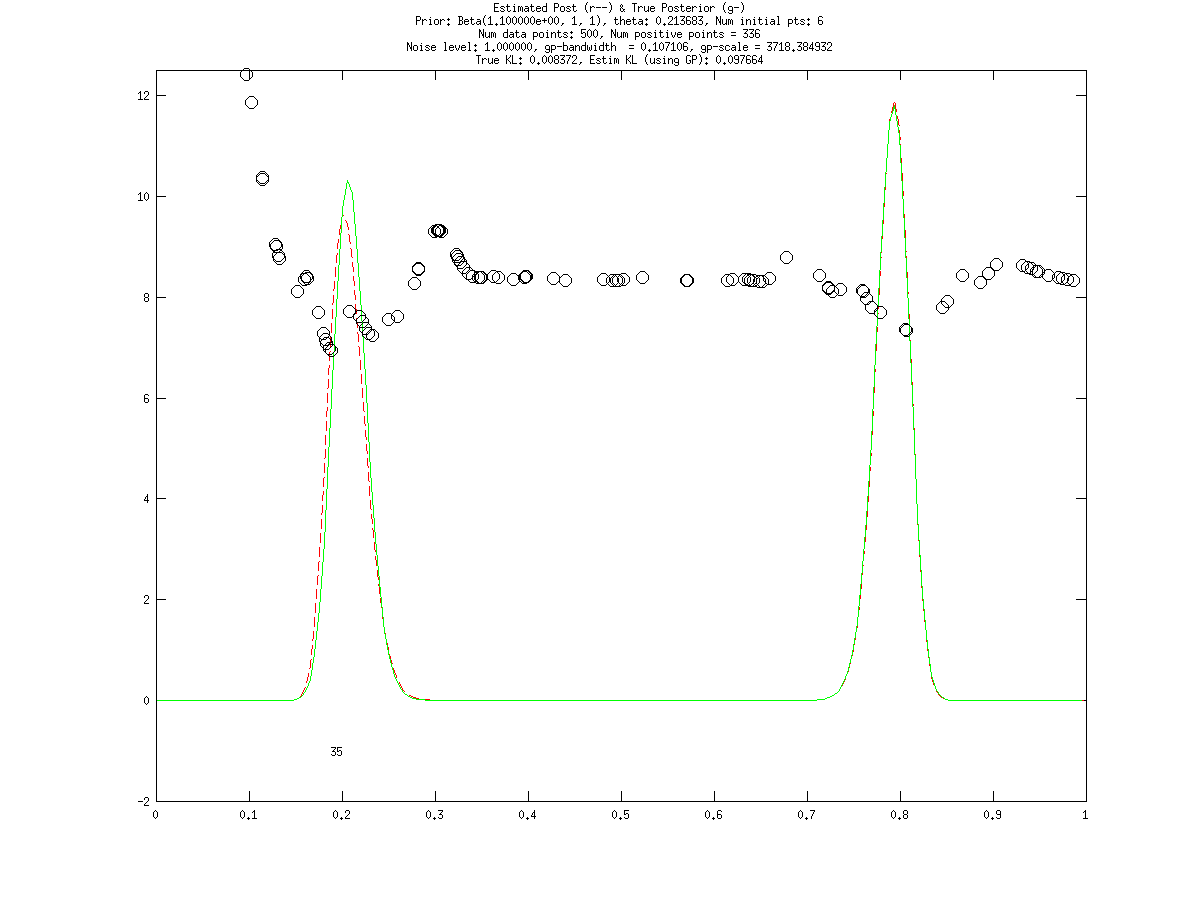 Estimated Post (r--) & True Posterior (g-)
Prior: Beta(1.100000e+00, 1, 1), theta: 0.213683, Num initial pts: 6
Num data points: 500, Num positive points = 336
Noise level: 1.000000, gp-bandwidth  = 0.107106, gp-scale = 3718.384932
True KL: 0.008372, Estim KL (using GP): 0.097664
12
10
8
6
4
2
0
35
-2
0 0.1 0.2 0.3 0.4 0.5 0.6 0.7 0.8 0.9 1